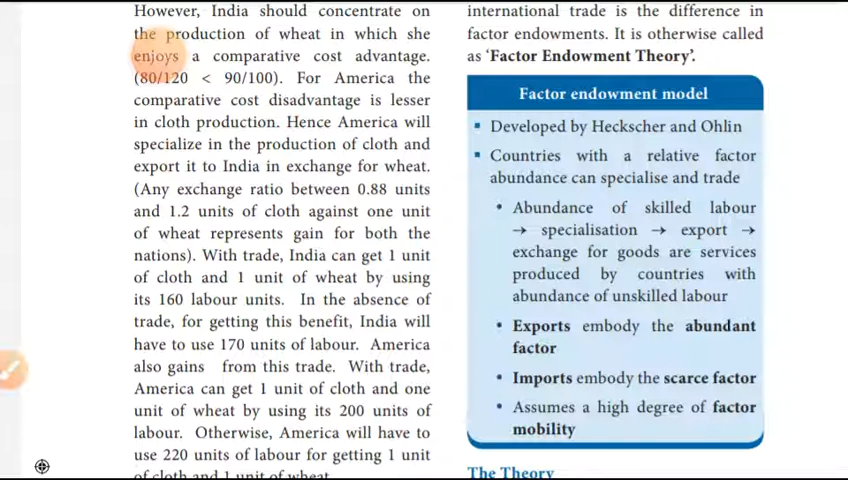 However, India should concentrate on
the production of wheat in which she
enjoys a comparative cost advantage.
(80/120 < 90/100). For America the
comparative cost disadvantage is lesser
in cloth production. Hence America will
specialize in the production of cloth and
export it to India in exchange for wheat.
(Any exchange ratio between 0.88 units
and 1.2 units of cloth against one unit
of wheat represents gain for both the
nations). With trade, India can get 1 unit
of cloth and 1 unit of wheat by using
its 160 labour units. In the absence of
trade, for getting this benefit, India will
have to use 170 units of labour. America
also gains from this trade. With trade,
America can get 1 unit of cloth and one
unit of wheat by using its 200 units of
labour. Otherwise, America will have to
use 220 units of labour for getting 1 unit
of cloth and 1 unit of wheat.
international trade is the difference in
factor endowments. It is otherwise called
as ‘Factor Endowment Theory’.
Factor endowment model
▪ Developed by Heckscher and Ohlin
▪ Countries with a relative factor
abundance can specialise and trade
• Abundance of skilled labour
→ specialisation → export →
exchange for goods are services
produced by countries with
abundance of unskilled labour
• Exports embody the abundant
factor
• Imports embody the scarce factor
• Assumes a high degree of factor
mobility
The Theory